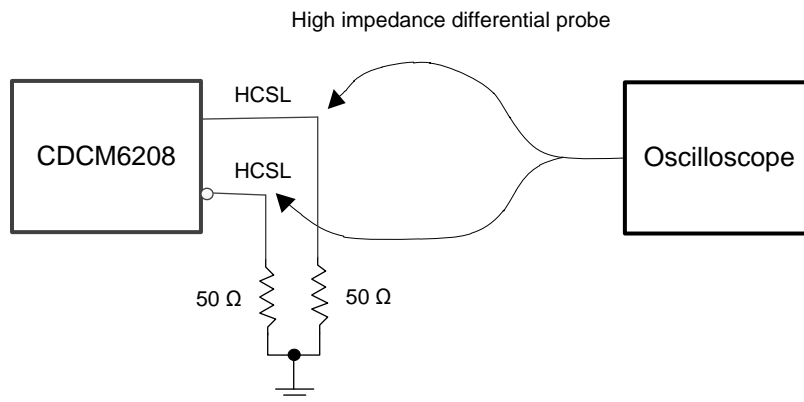 High impedance differential probe
HCSL
CDCM6208
HCSL
Oscilloscope
50 Ω
50 Ω